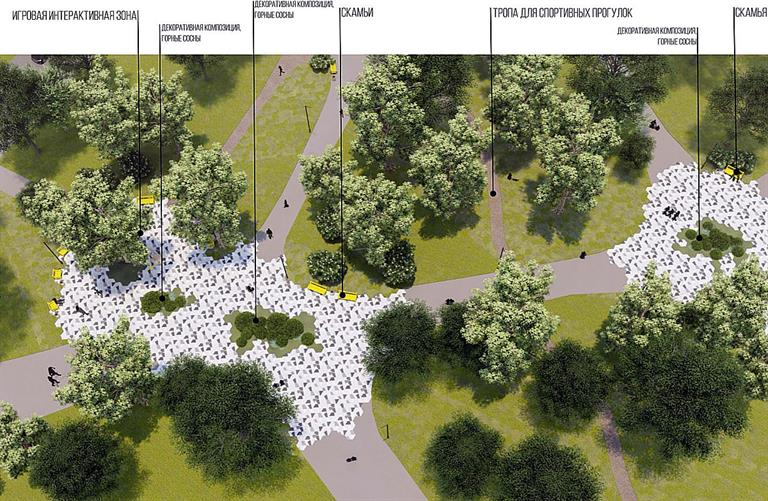 ИГРОВАЯ ИНТЕРАКТИВНАЯ ЗОНА
ДЕКОРАТИВНАЯ КОМПОЗИЦИЯ,
ГОРНЫЕ СОСНЫ
ДЕКОРАТИВНАЯ КОМПОЗИЦИЯ,
ГОРНЫЕ СОСНЫ
СКАМЬИ
ТРОПА ДЛЯ СПОРТИВНЫХ ПРОГУЛОК
ДЕКОРАТИВНАЯ КОМПОЗИЦИЯ,
ГОРНЫЕ СОСНЫ
СКАМЬЯ